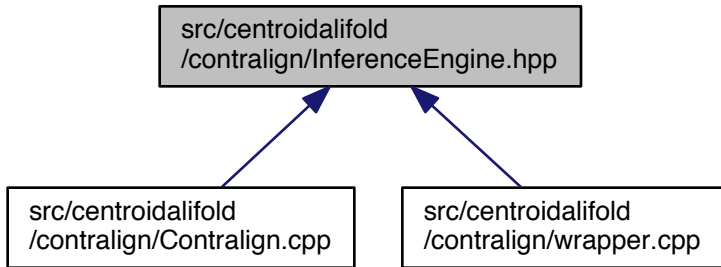 src/centroidalifold
/contralign/InferenceEngine.hpp
src/centroidalifold
/contralign/Contralign.cpp
src/centroidalifold
/contralign/wrapper.cpp